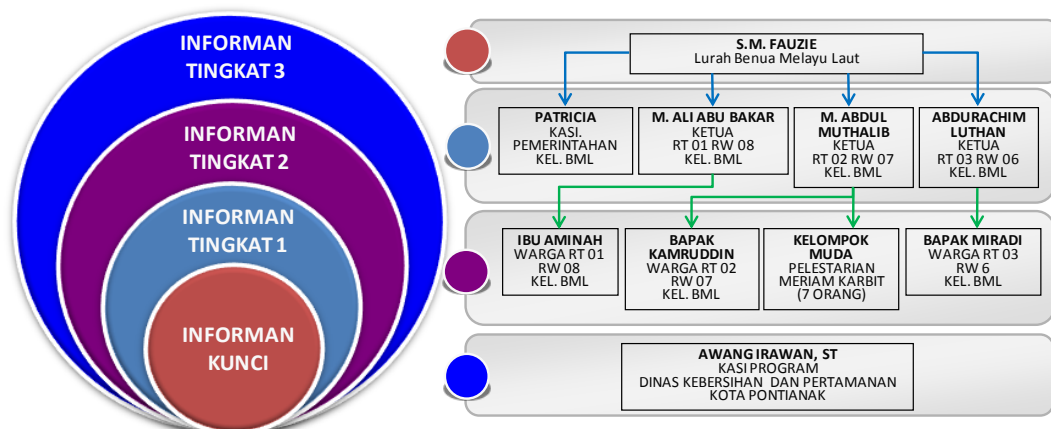 INFORMAN
TINGKAT 3
INFORMAN
TINGKAT 2
INFORMAN
TINGKAT 1
INFORMAN
KUNCI
S.M. FAUZIE
Lurah Benua Melayu Laut
PATRICIA
KASI.
PEMERINTAHAN
KEL. BML
M. ALI ABU BAKAR
KETUA
RT 01 RW 08
KEL. BML
M. ABDUL
MUTHALIB
KETUA
RT 02 RW 07
KEL. BML
ABDURACHIM
LUTHAN
KETUA
RT 03 RW 06
KEL. BML
IBU AMINAH
WARGA RT 01
RW 08
KEL. BML
BAPAK
KAMRUDDIN
WARGA RT 02
RW 07
KEL. BML
KELOMPOK
MUDA
PELESTARIAN
MERIAM KARBIT
(7 ORANG)
BAPAK MIRADI
WARGA RT 03
RW 6
KEL. BML
AWANG IRAWAN, ST
KASI PROGRAM
DINAS KEBERSIHAN DAN PERTAMANAN
KOTA PONTIANAK